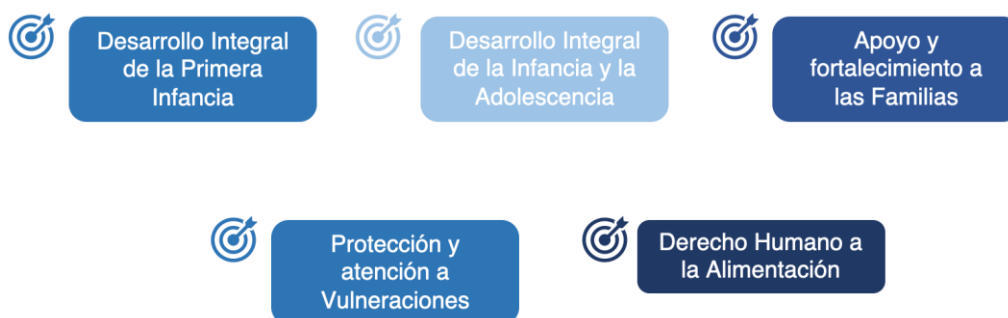 Desarrollo Integral
de la Primera
Infancia
Desarrollo Integral
de la Infancia y la
Adolescencia
Apoyo y
fortalecimiento a
las Familias
Protección y
atención a
Vulneraciones
Derecho Humano a
la Alimentación